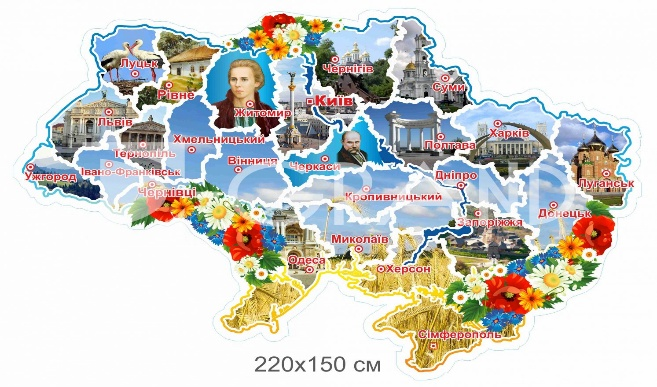 Луцьк
Рівне
Чернігів
Суми
Київ
Житомир
Львів
Тернопіль
Хмельницький
Полтава
Харків
Ужгород
Івано-Франківськ
Вінниця
Черкаси
Дніпро
Луганськ
Чернівці
Кропивницький
Запоріжжя
Донецьк
Миколаїв
Одеса
Херсон
Сімферополь
220x150 см